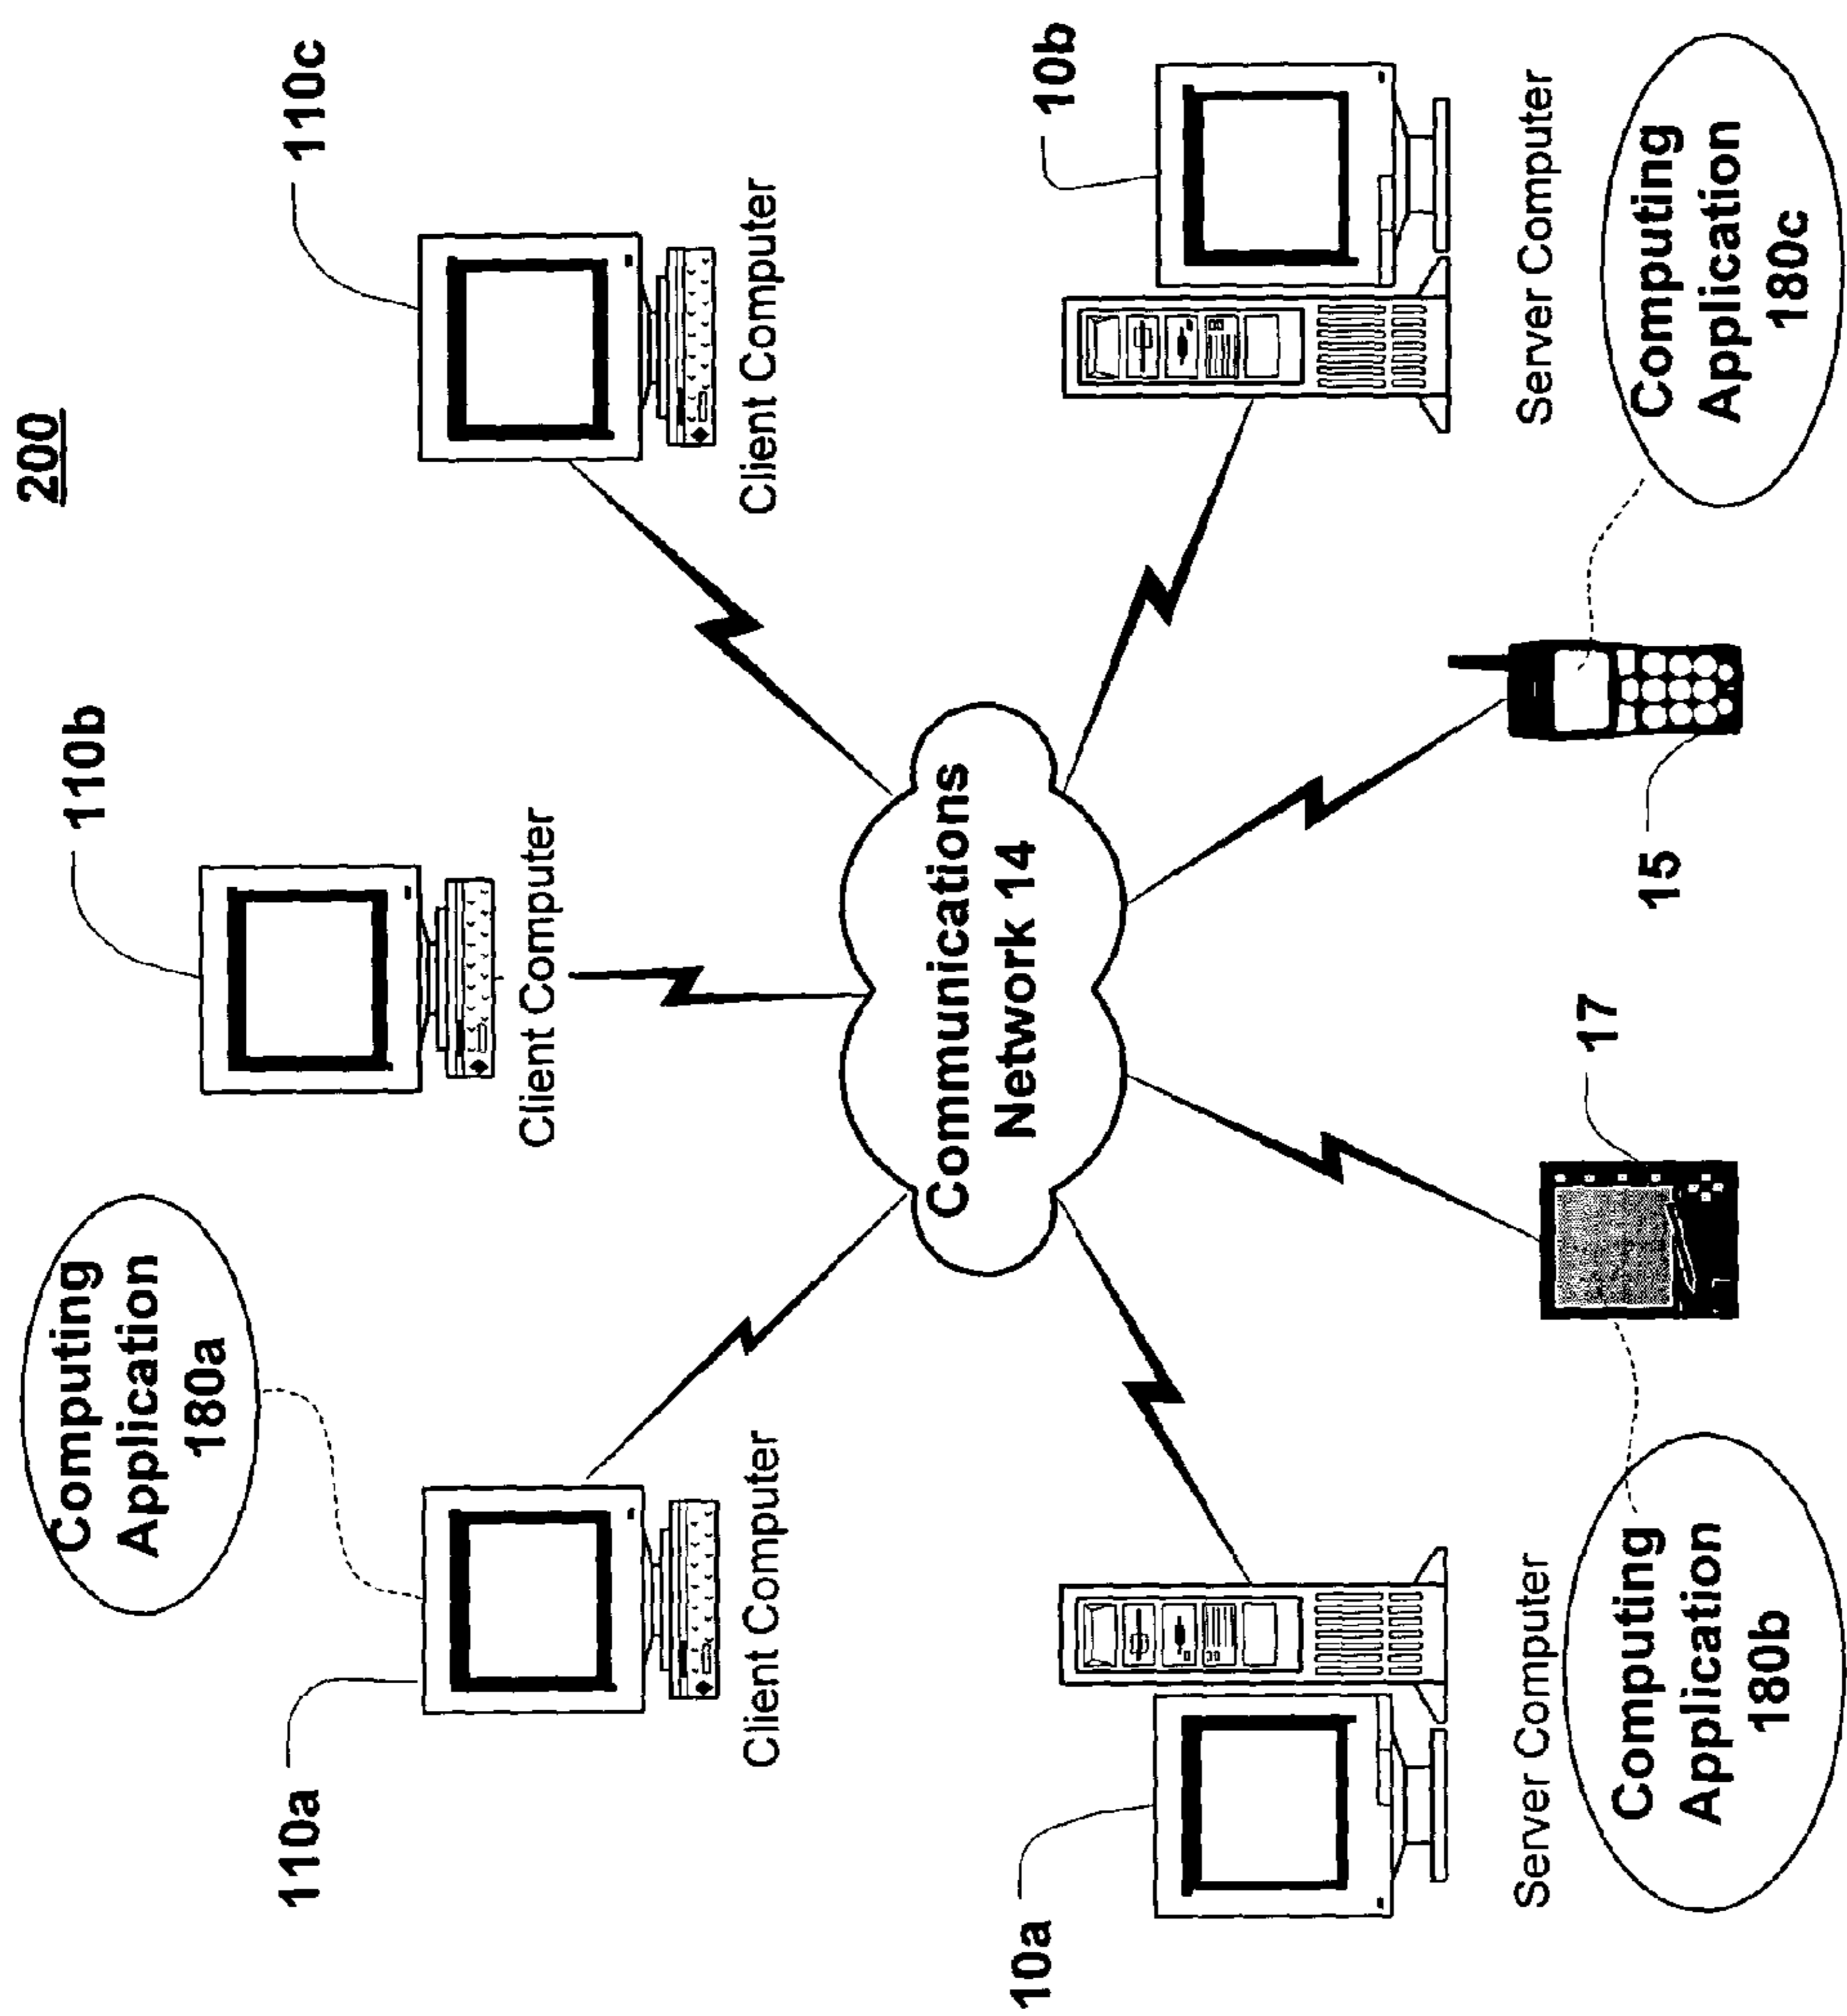 200
Computing
Application
180a
110a
Client Computer
110b
Client Computer
110c
Client Computer
Communications
Network 14
10a
Server Computer
Computing
Application
180b
17
15
10b
Server Computer
Computing
Application
180c